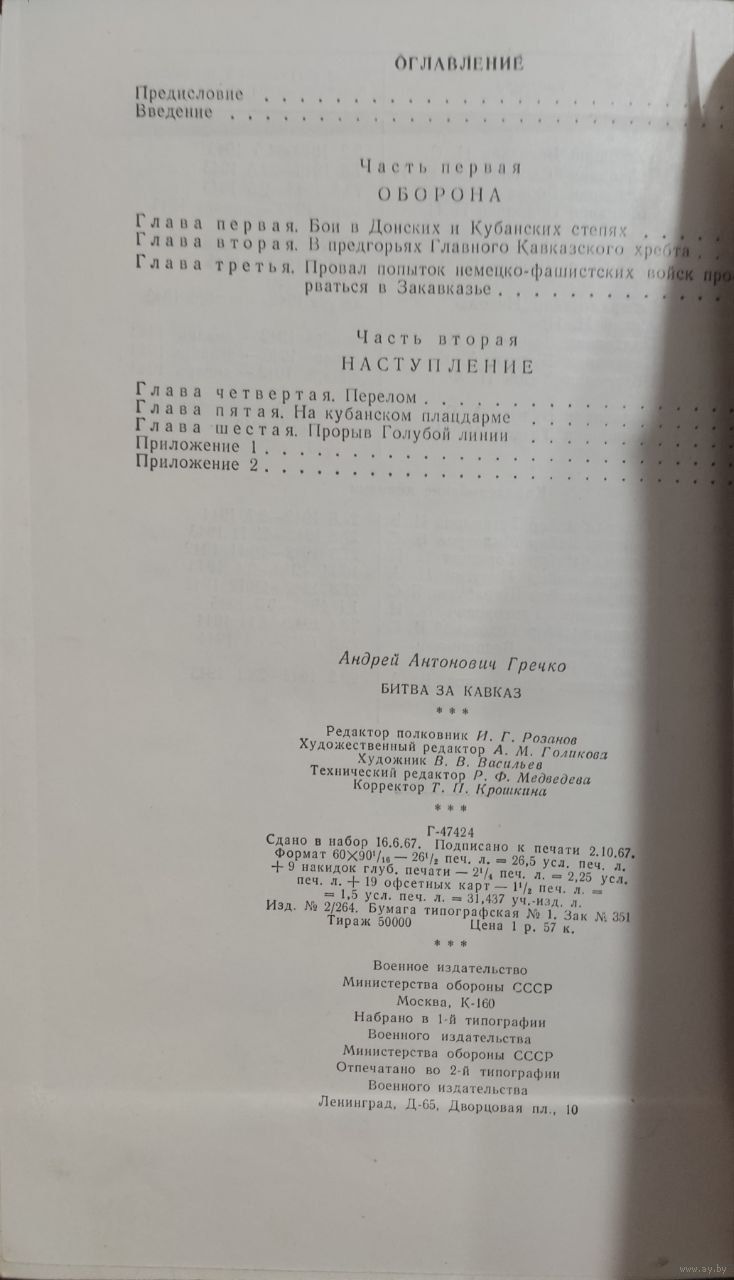 ОГЛАВЛЕНИЕ
Предисловие . . . . . . . . . . . . . . . . . . . .
Введение . . . . . . . . . . . . . . . . . . . . .
Часть первая
ОБОРОНА
Глава первая. Бои в Донских и Кубанских степях . . . . .
Глава вторая. В предгорьях Главного Кавказского хребта . .
Глава третья. Провал попыток немецко-фашистских войск про
рваться в Закавказье . . . . . . . . . .
Часть вторая
НАСТУПЛЕНИЕ
Глава четвертая. Перелом . . . . . . . . . . . . .
Глава пятая. На кубанском плацдарме . . . . . . . . .
Глава шестая. Прорыв Голубой линии . . . . . . . . .
Приложение 1 . . . . . . . . . . . . . . . . . . .
Приложение 2 . . . . . . . . . . . . . . . . . . .
Андрей Антонович Гречко
БИТВА ЗА КАВКАЗ
* * *
Редактор полковник И. Г. Розанов
Художественный редактор А. М. Голикова
Художник В. В. Васильев
Технический редактор Р. Ф. Медведева
Корректор Т. П. Крошкина
* * *
Г-47424
Сдано в набор 16.6.67. Подписано к печати 2.10.67.
Формат 60×90¹/₁₆ — 26¹/₂ печ. л. = 26,5 усл. печ. л.
+ 9 накидок глуб. печати — 2¹/₄ печ. л. = 2,25 усл.
печ. л. + 19 офсетных карт — 1¹/₂ печ. л. =
= 1,5 усл. печ. л. = 31,437 уч.-изд. л.
Изд. № 2/264. Бумага типографская № 1. Зак № 351
Тираж 50000 Цена 1 р. 57 к.
* * *
Военное издательство
Министерства обороны СССР
Москва, К-160
Набрано в 1-й типографии
Военного издательства
Министерства обороны СССР
Отпечатано во 2-й типографии
Военного издательства
Ленинград, Д-65, Дворцовая пл., 10
www.ay.by